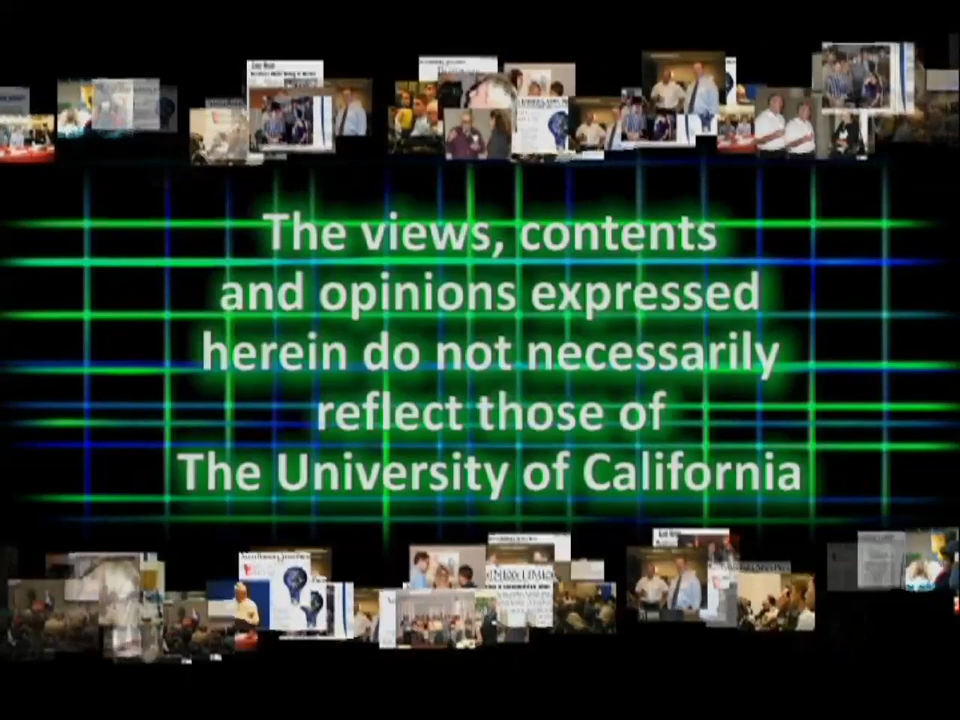 The views, contents
and opinions expressed
herein do not necessarily
reflect those of
The University of California